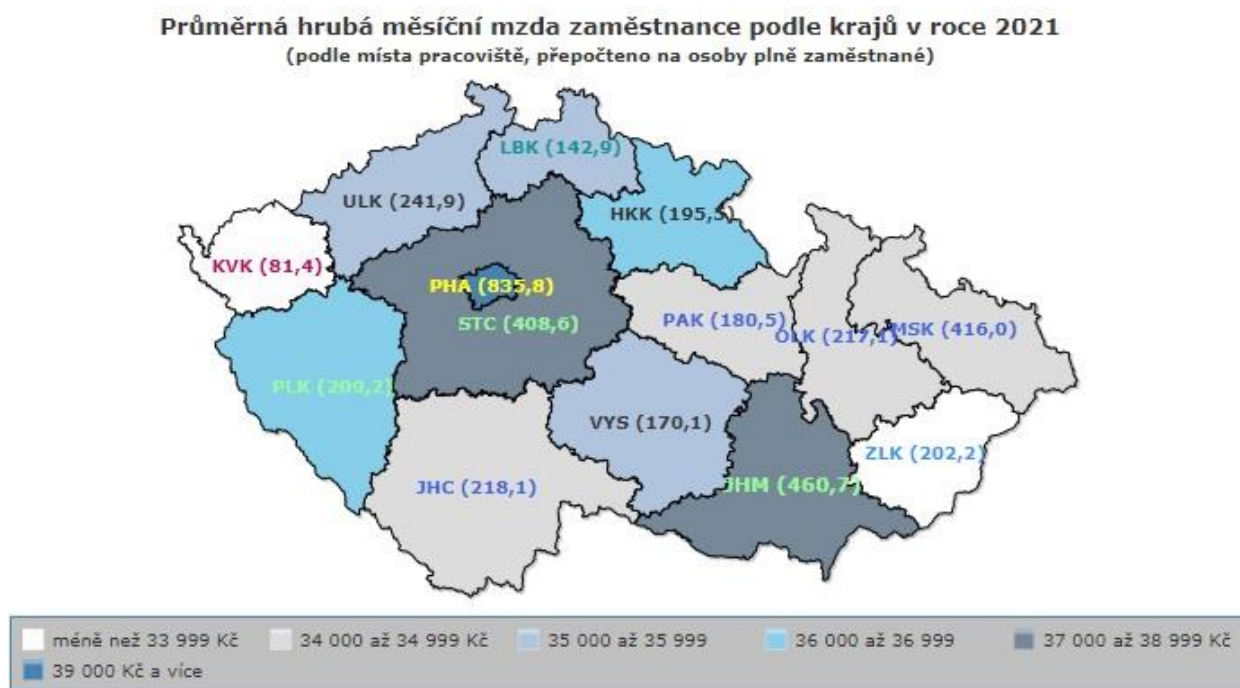 Průměrná hrubá měsíční mzda zaměstnance podle krajů v roce 2021
(podle místa pracoviště, přepočteno na osoby plně zaměstnané)
LBK (142,9)
ULK (241,9)
HKK (195,5)
KVK (81,4)
PHA (835,8)
STC (408,6)
PAK (180,5)
OLK (217,1)
MSK (416,0)
PLK (209,2)
VYS (170,1)
ZLK (202,2)
JHC (218,1)
JHM (460,7)
méně než 33 999 Kč 34 000 až 34 999 Kč 35 000 až 35 999 36 000 až 36 999 37 000 až 38 999 Kč
39 000 Kč a více